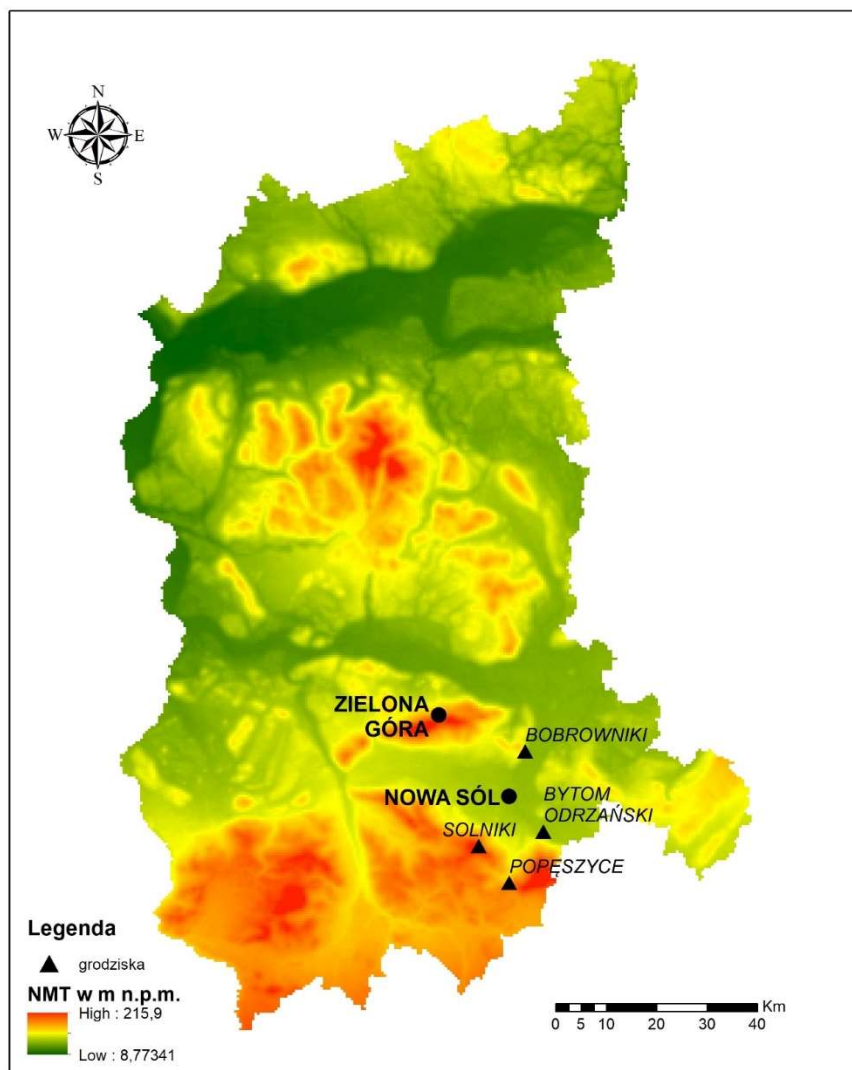 N
W E
S
ZIELONA
GÓRA
BOBROWNIKI
NOWA SÓL
BYTOM
ODRZAŃSKI
SOLNIKI
POPĘSZYCE
Legenda
grodziska
NMT w m n.p.m.
High : 215,9
Low : 8,77341
Km
0 5 10 20 30 40